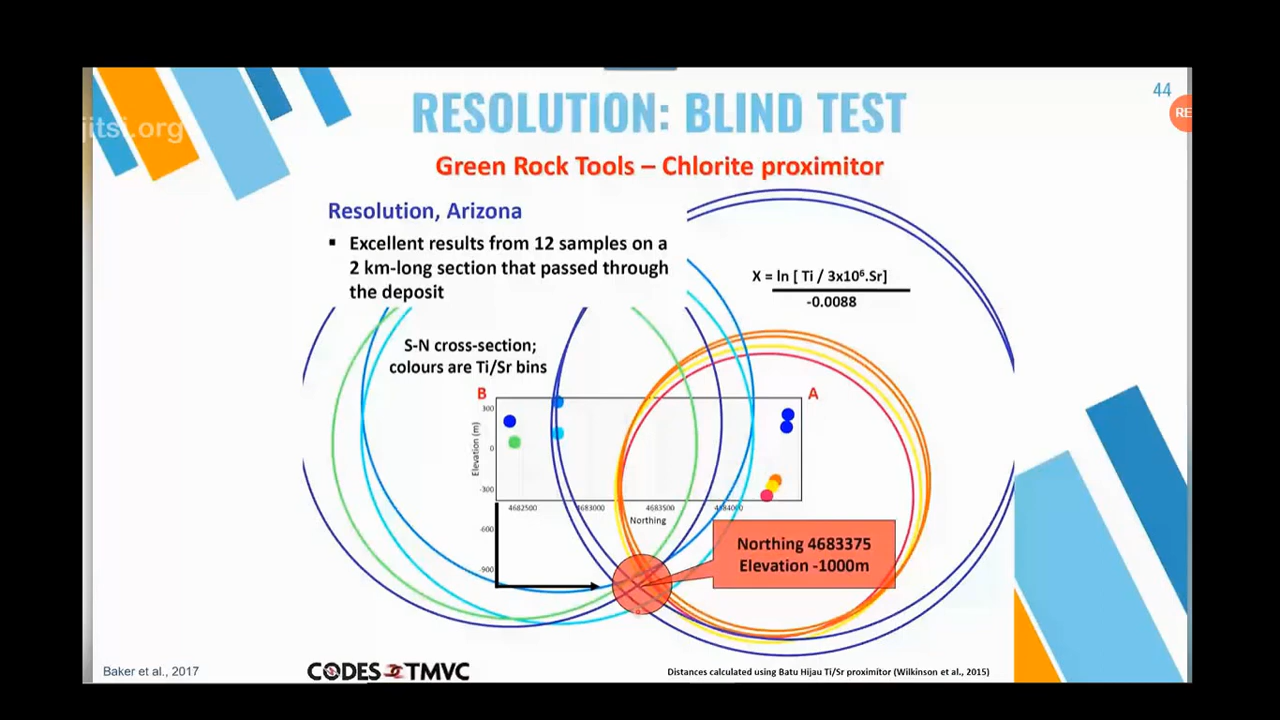 44
jitsi.org
RE
RESOLUTION: BLIND TEST
Green Rock Tools – Chlorite proximitor
Resolution, Arizona
▪ Excellent results from 12 samples on a
2 km-long section that passed through
the deposit
X = ln [ Ti / 3x10⁶.Sr]
-0.0088
S-N cross-section;
colours are Ti/Sr bins
B
A
300
0
-300
-600
-900
Elevation (m)
4682500
4683000
4683500
4684000
Northing
Northing 4683375
Elevation -1000m
Baker et al., 2017
CODES TMVC
Distances calculated using Batu Hijau Ti/Sr proximitor (Wilkinson et al., 2015)